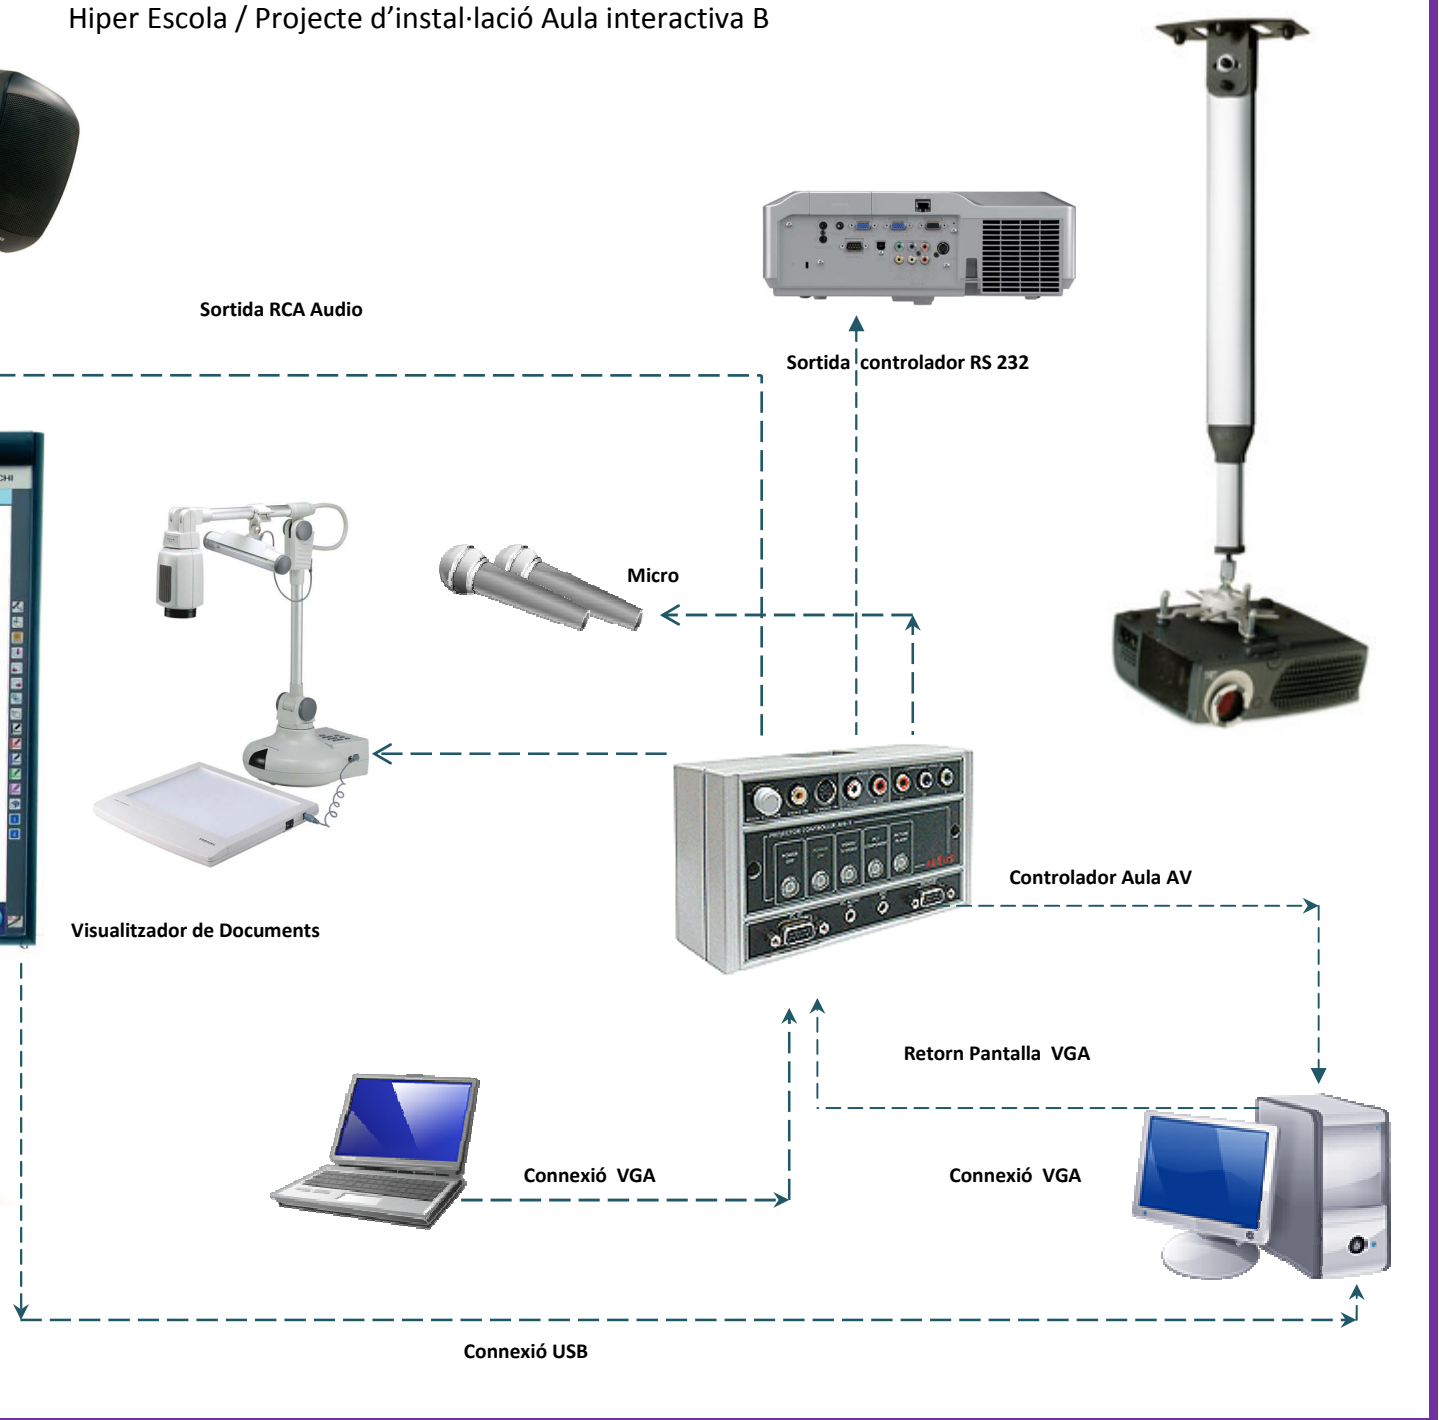 Hiper Escola / Projecte d’instal·lació Aula interactiva B
Sortida RCA Audio
Sortida controlador RS 232
CHI
Micro
Controlador Aula AV
Visualitzador de Documents
Retorn Pantalla VGA
Connexió VGA
Connexió VGA
Connexió USB